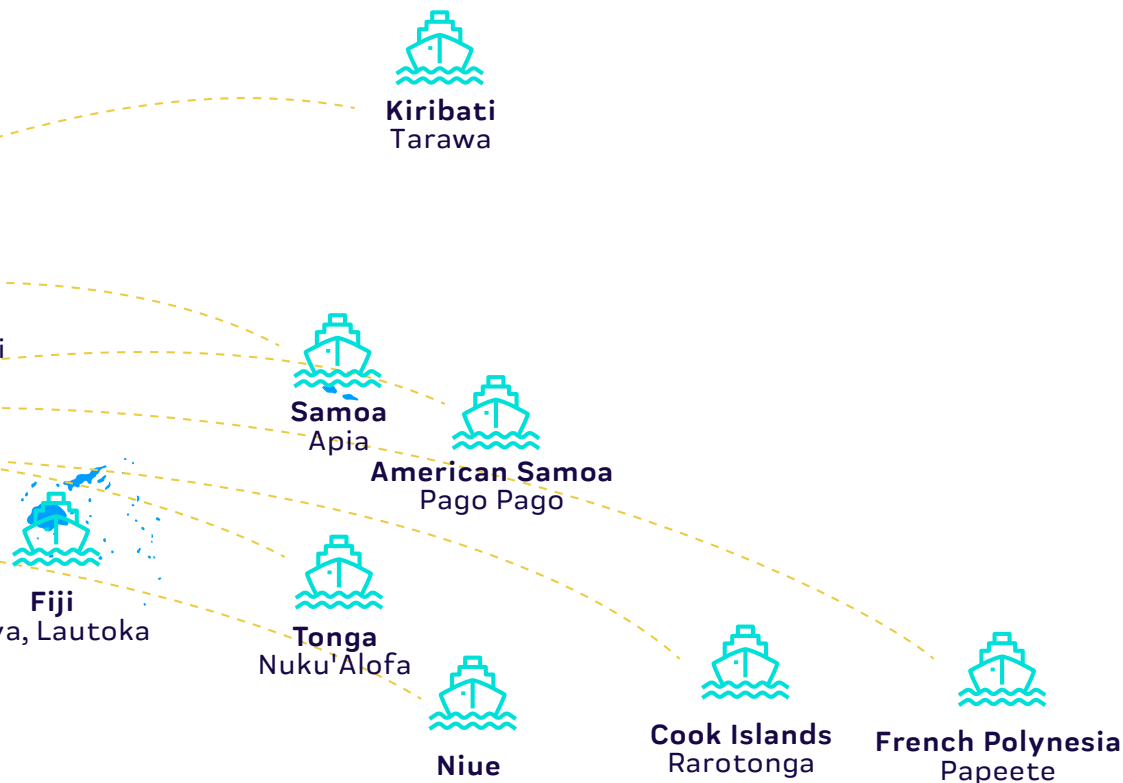 Kiribati
Tarawa
i
Samoa
Apia
American Samoa
Pago Pago
Fiji
va, Lautoka
Tonga
Nuku'Alofa
Niue
Cook Islands
Rarotonga
French Polynesia
Papeete